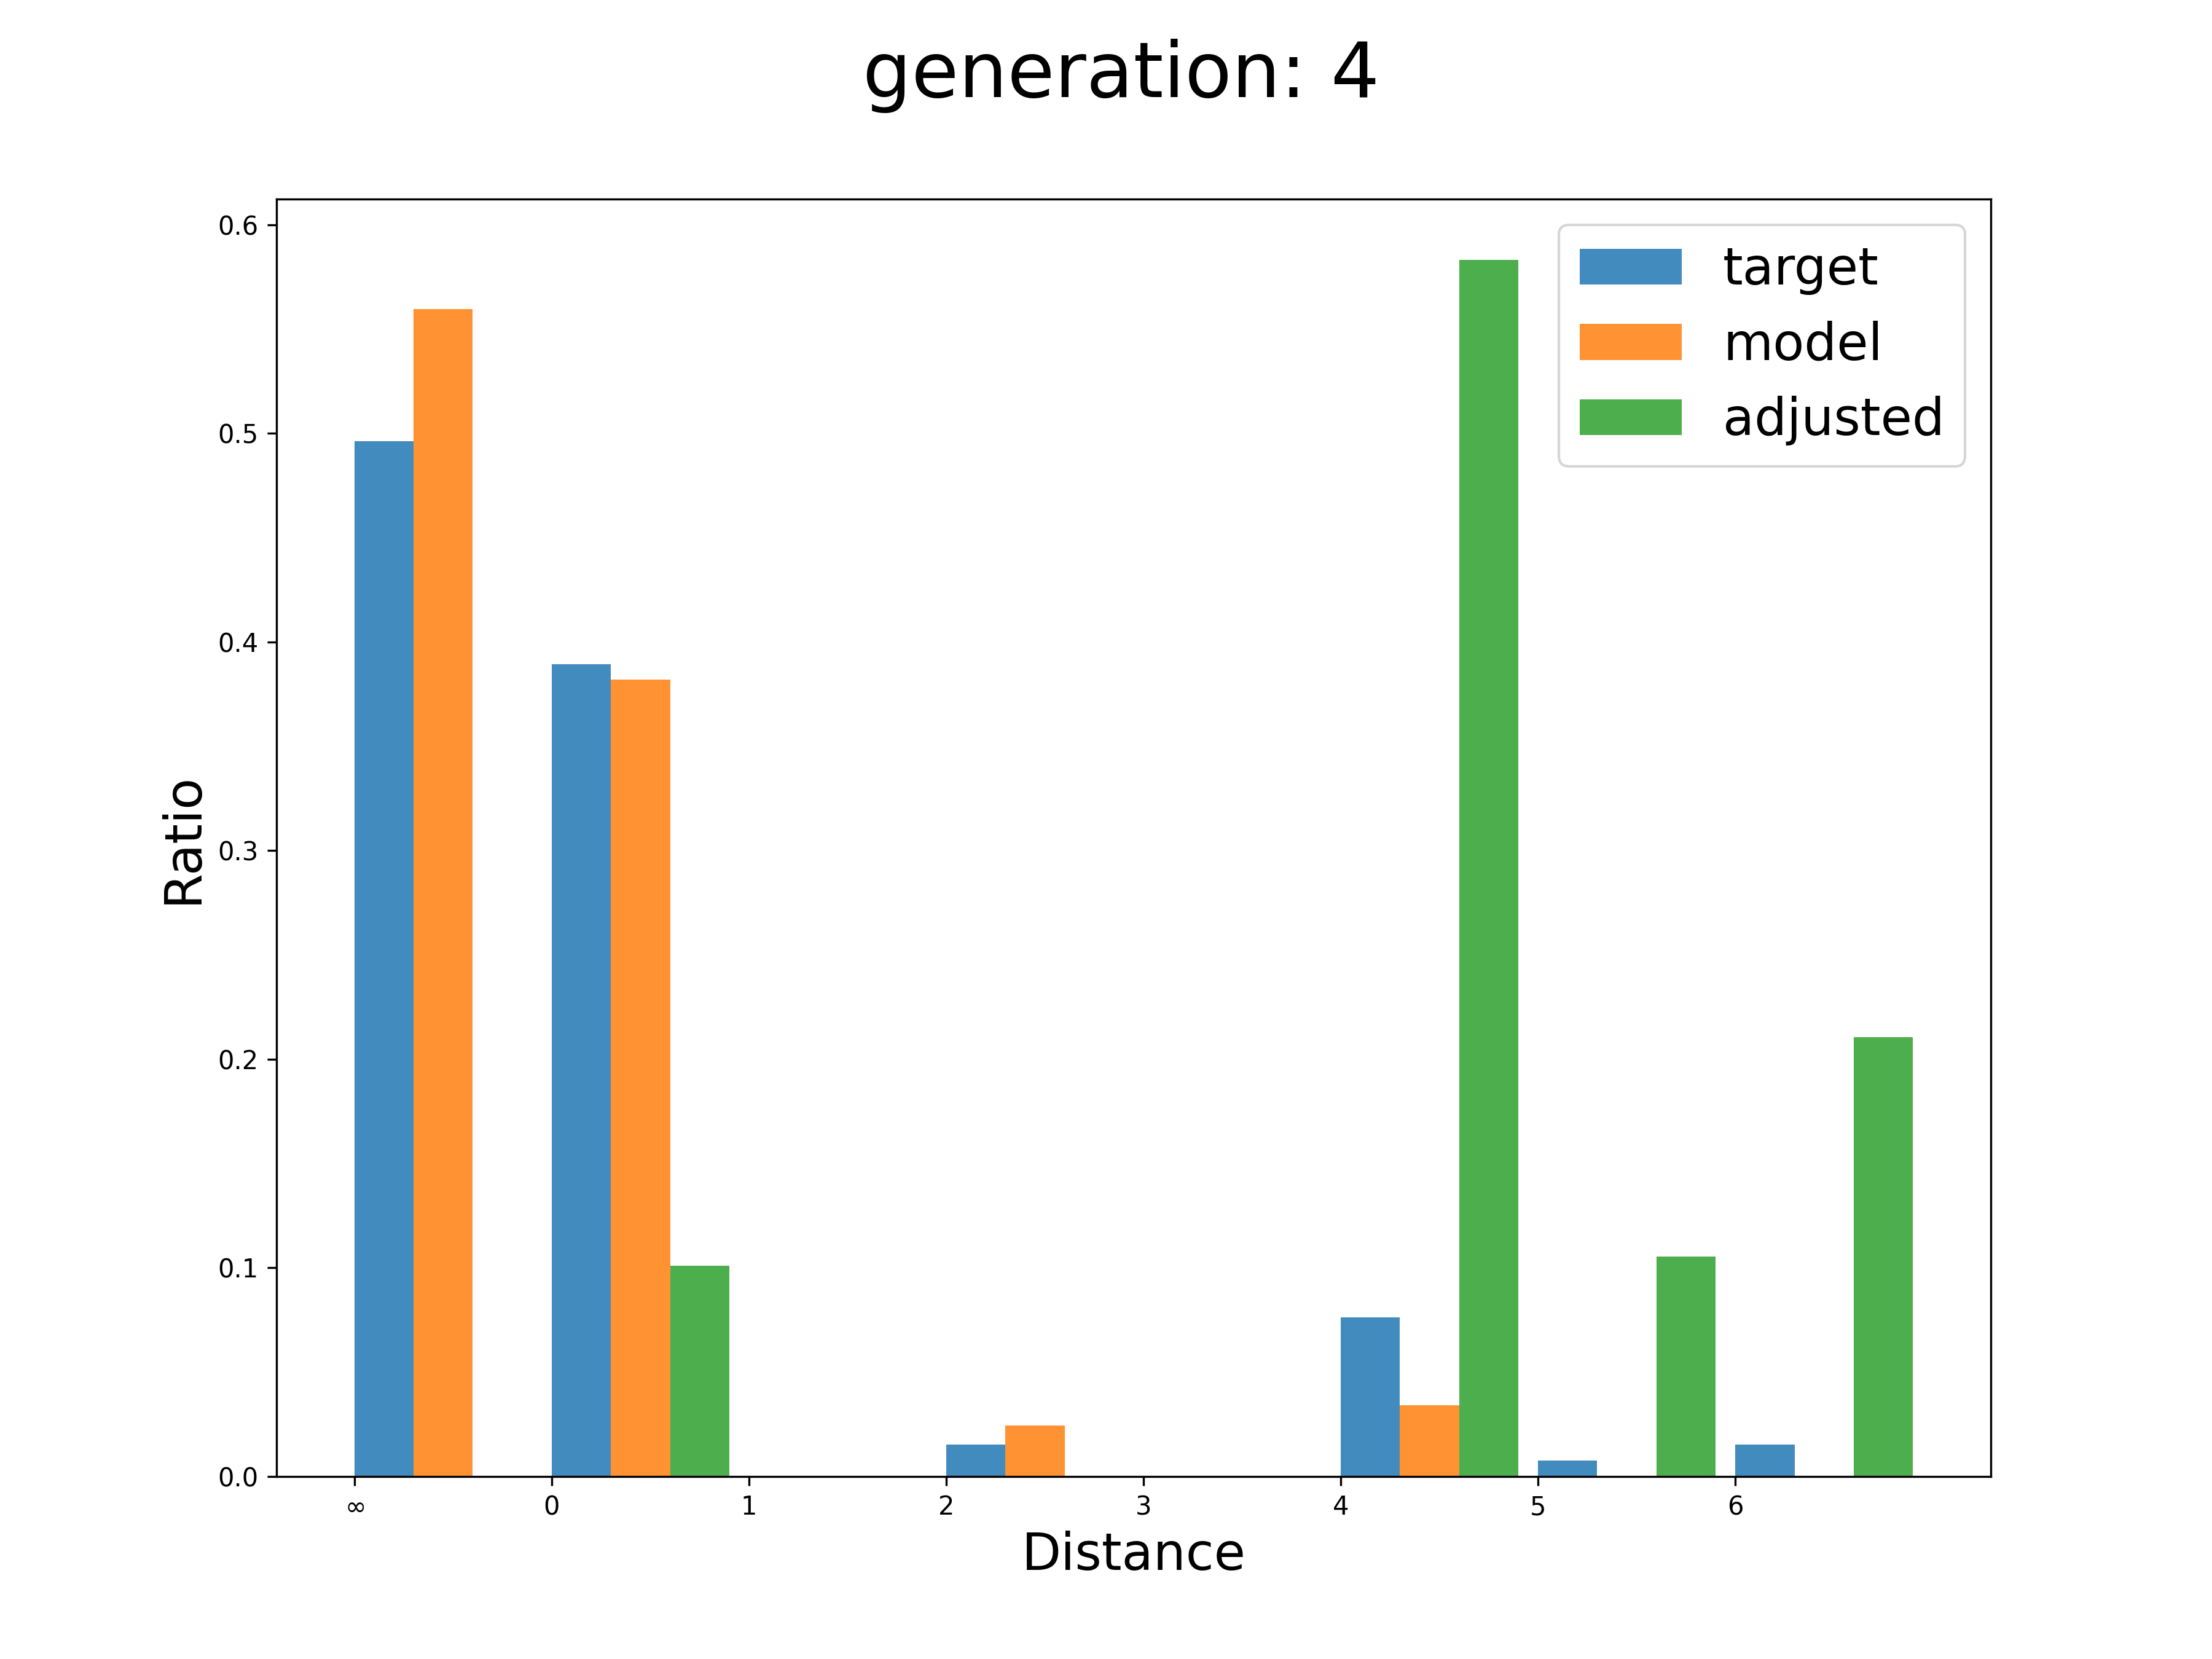 generation: 4
0.6
0.5
0.4
0.3
0.2
0.1
0.0
Ratio
target
model
adjusted
∞ 0 1 2 3 4 5 6
Distance